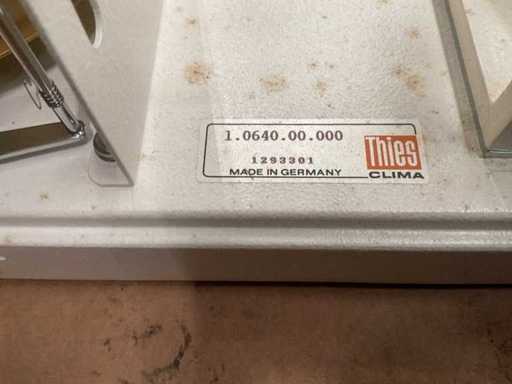 1.0640.00.000
1293301
MADE IN GERMANY
Thies
CLIMA